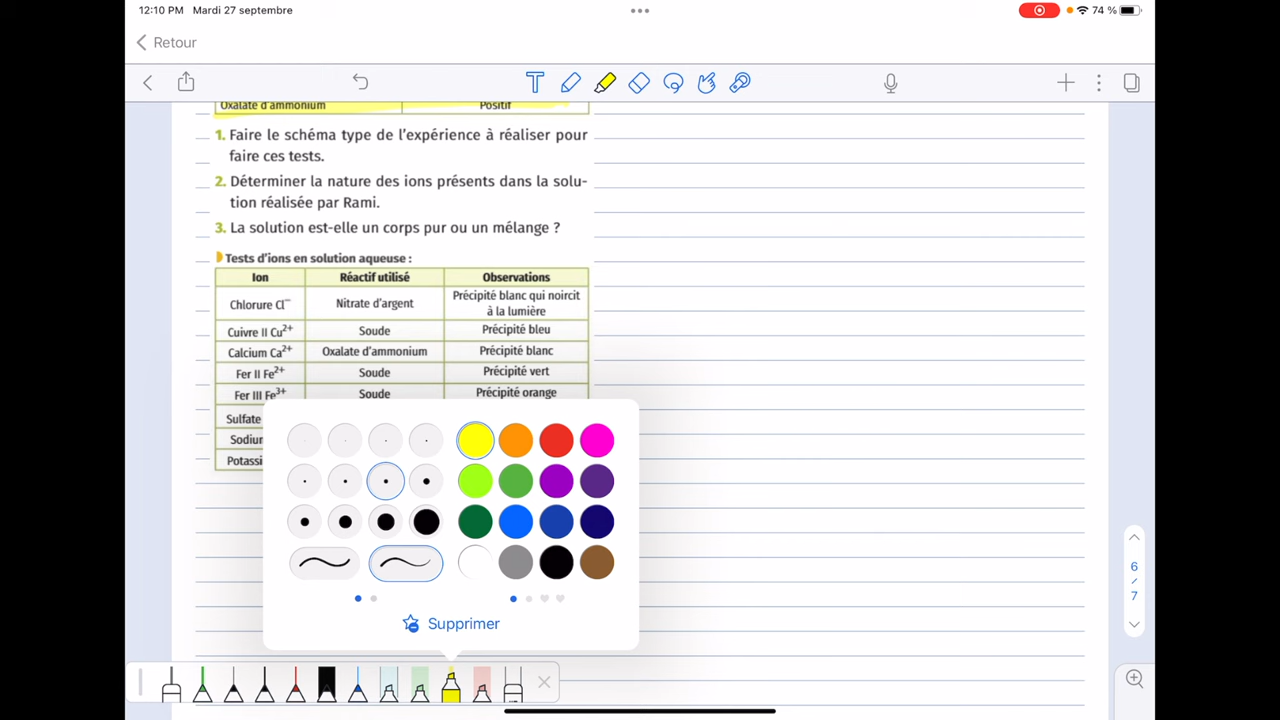 12:10 PM Mardi 27 septembre
74 %
Retour
Oxalate d'ammonium Positif
1. Faire le schéma type de l'expérience à réaliser pour
faire ces tests.
2. Déterminer la nature des ions présents dans la solu-
tion réalisée par Rami.
3. La solution est-elle un corps pur ou un mélange ?
Tests d'ions en solution aqueuse :
Ion Réactif utilisé Observations
Chlorure Cl⁻ Nitrate d'argent Précipité blanc qui noircit
à la lumière
Cuivre II Cu²⁺ Soude Précipité bleu
Calcium Ca²⁺ Oxalate d'ammonium Précipité blanc
Fer II Fe²⁺ Soude Précipité vert
Fer III Fe³⁺ Soude Précipité orange
Sulfate
Supprimer
6
/
7